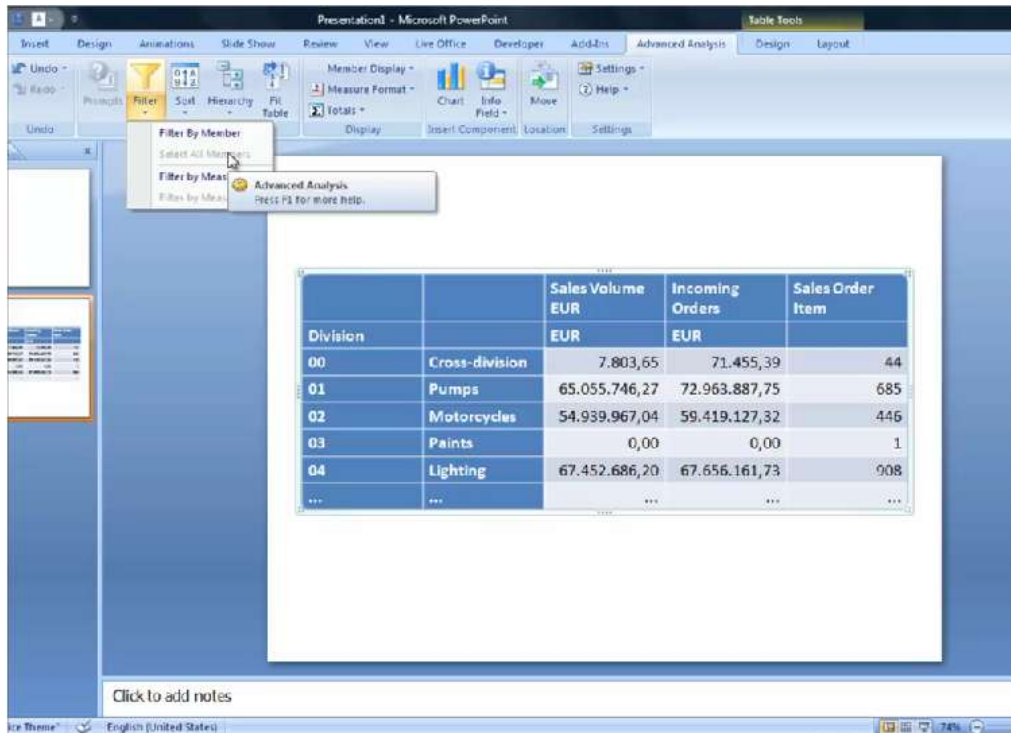 Presentation1 - Microsoft PowerPoint
Table Tools
Insert Design Animations Slide Show Review View Live Office Developer Add-Ins Advanced Analysis Design Layout
Undo
Redo
Prompts
Filter
Sort
Hierarchy
Fit Table
Member Display
Measure Format
Totals
Chart
Info Field
Move
Settings
Help
Undo
Display
Insert Component
Location
Settings
Filter By Member
Select All Members
Filter by Meas
Filter by Meas
Advanced Analysis
Press F1 for more help.
Sales Volume EUR Incoming Orders Sales Order Item
Division EUR EUR
00 Cross-division 7.803,65 71.455,39 44
01 Pumps 65.055.746,27 72.963.887,75 685
02 Motorcycles 54.939.967,04 59.419.127,32 446
03 Paints 0,00 0,00 1
04 Lighting 67.452.686,20 67.656.161,73 908
... ... ... ... ...
Click to add notes
ice Theme" English (United States) 74%